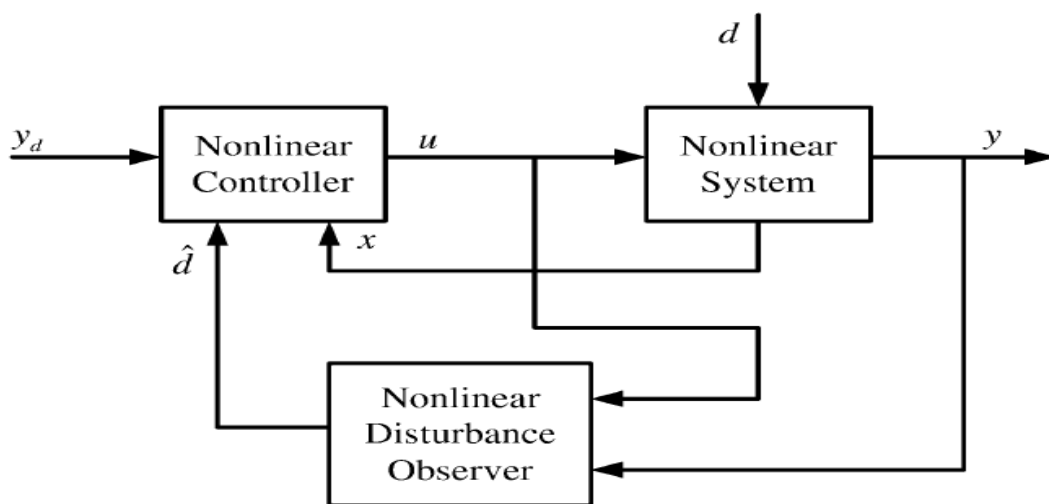 d
y_d
Nonlinear
Controller
u
Nonlinear
System
y
x
d̂
Nonlinear
Disturbance
Observer